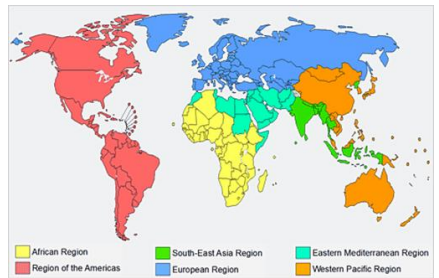 African Region
South-East Asia Region
Eastern Mediterranean Region
Region of the Americas
European Region
Western Pacific Region